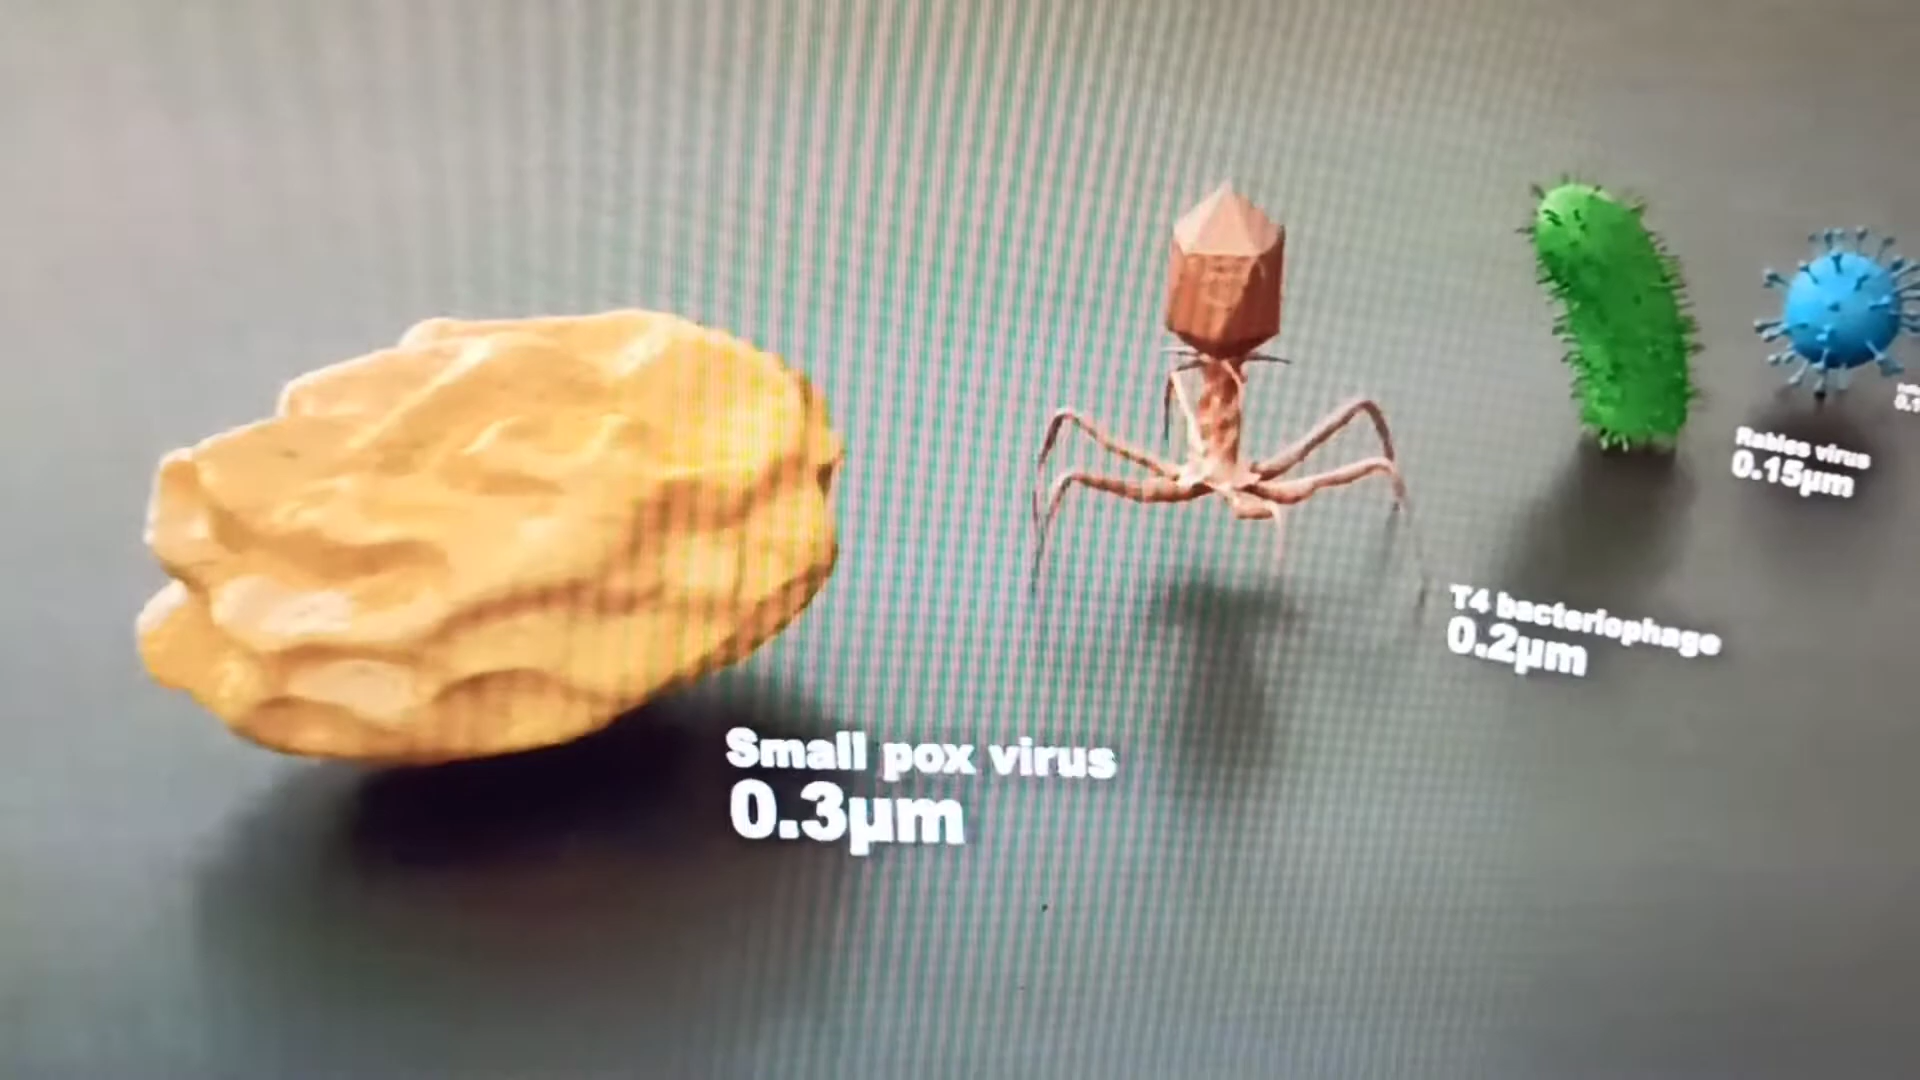 Small pox virus
0.3µm
T4 bacteriophage
0.2µm
Rabies virus
0.15µm